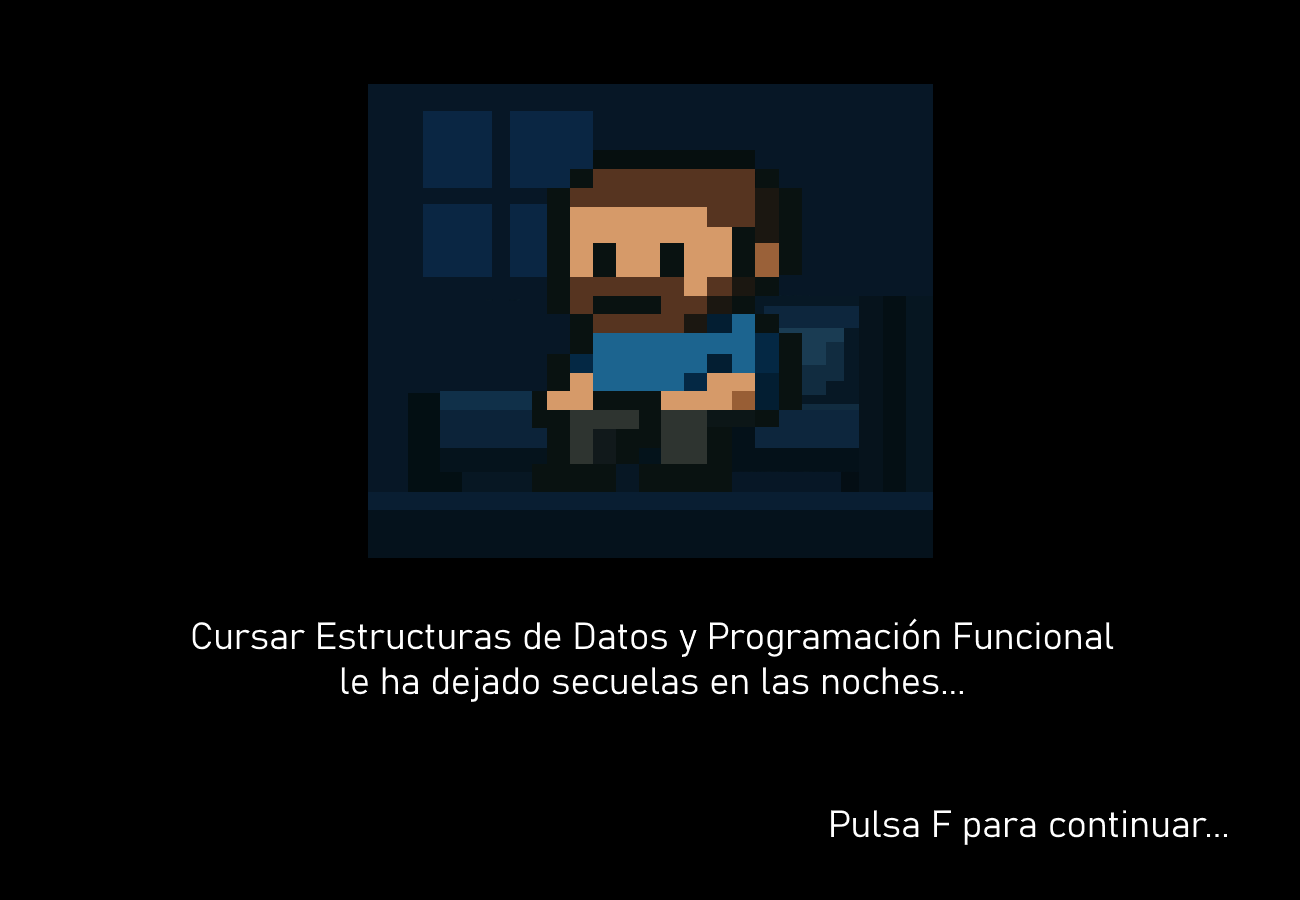 Cursar Estructuras de Datos y Programación Funcional
le ha dejado secuelas en las noches...
Pulsa F para continuar...